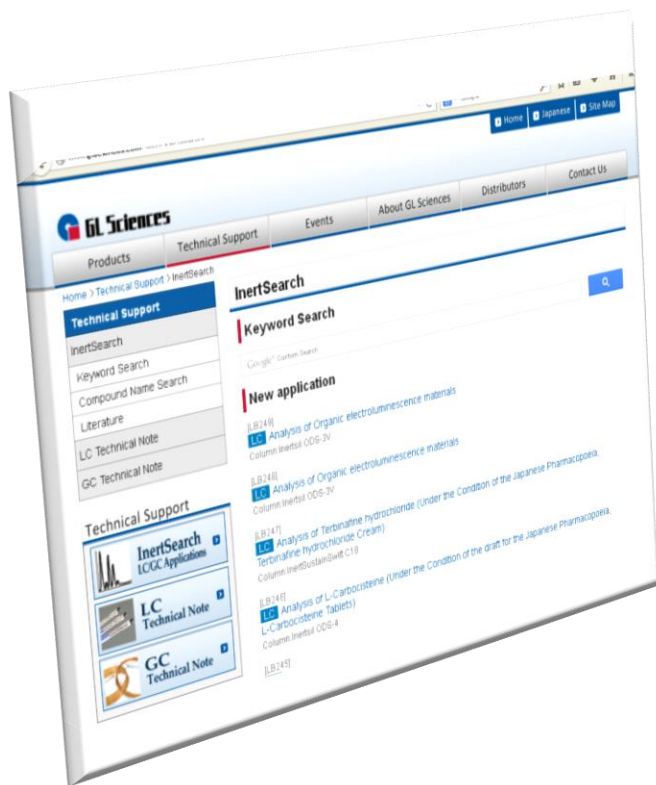 Home
Japanese
Site Map
GL Sciences
Products
Technical Support
Events
About GL Sciences
Distributors
Contact Us
Home > Technical Support > InertSearch
Technical Support
InertSearch
Keyword Search
Compound Name Search
Literature
LC Technical Note
GC Technical Note
Technical Support
InertSearch
LC/GC Applications
LC
Technical Note
GC
Technical Note
InertSearch
Keyword Search
Google™ Custom Search
New application
[LB249]
LC Analysis of Organic electroluminescence materials
Column:Inertsil ODS-3V
[LB248]
LC Analysis of Organic electroluminescence materials
Column:Inertsil ODS-3V
[LB247]
LC Analysis of Terbinafine hydrochloride (Under the Condition of the Japanese Pharmacopoeia,
Terbinafine hydrochloride Cream)
Column:InertSustainSwift C18
[LB246]
LC Analysis of L-Carbocisteine (Under the Condition of the draft for the Japanese Pharmacopoeia,
L-Carbocisteine Tablets)
Column:Inertsil ODS-4
[LB245]